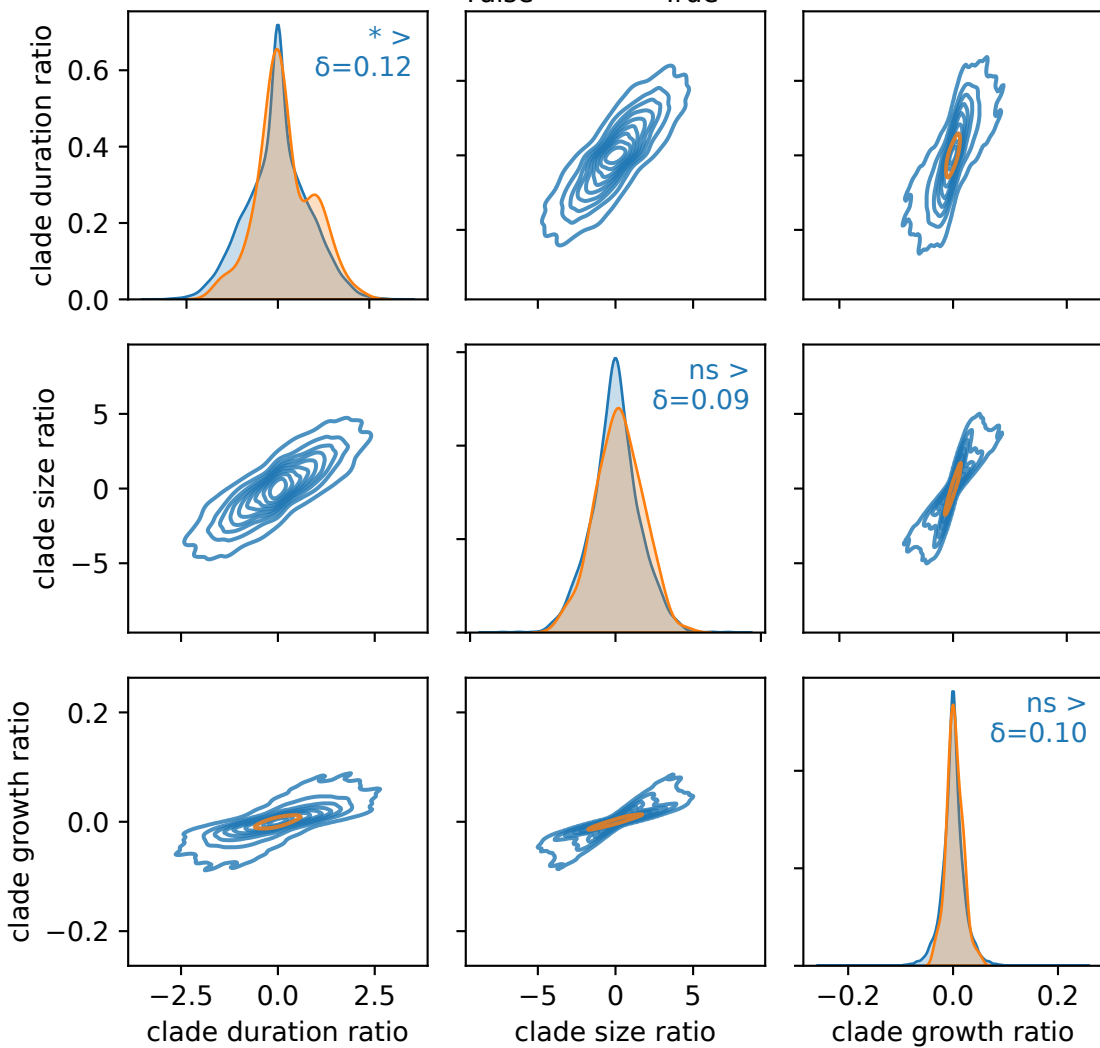 clade duration ratio
0.6
0.4
0.2
0.0
* >
δ=0.12
clade size ratio
5
0
−5
ns >
δ=0.09
clade growth ratio
0.2
0.0
−0.2
ns >
δ=0.10
−2.5 0.0 2.5
clade duration ratio
−5 0 5
clade size ratio
−0.2 0.0 0.2
clade growth ratio